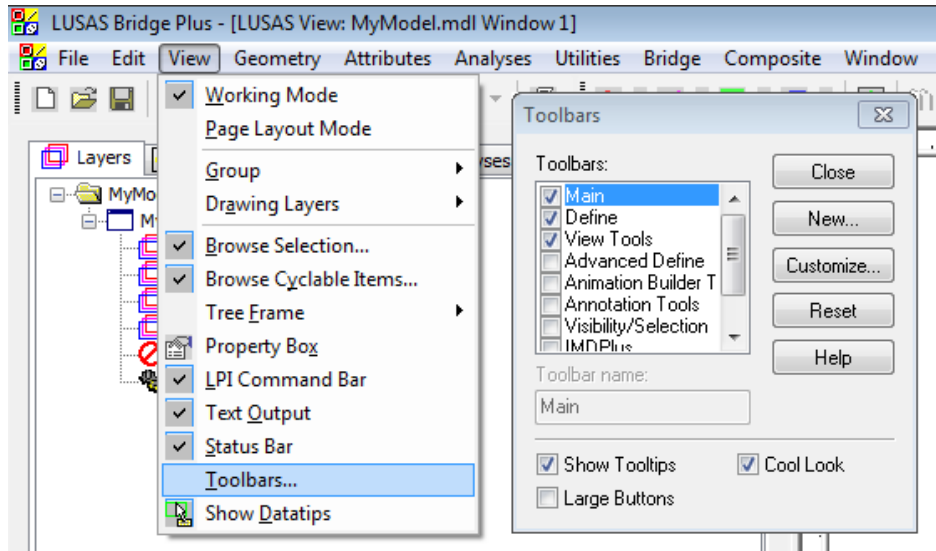 LUSAS Bridge Plus - [LUSAS View: MyModel.mdl Window 1]
File Edit View Geometry Attributes Analyses Utilities Bridge Composite Window
Layers
MyMo
Working Mode
Page Layout Mode
Group
Drawing Layers
Browse Selection...
Browse Cyclable Items...
Tree Frame
Property Box
LPI Command Bar
Text Output
Status Bar
Toolbars...
Show Datatips
Toolbars
Toolbars:
Main
Define
View Tools
Advanced Define
Animation Builder T
Annotation Tools
Visibility/Selection
IMDPlus
Close
New...
Customize...
Reset
Help
Toolbar name:
Main
Show Tooltips
Cool Look
Large Buttons